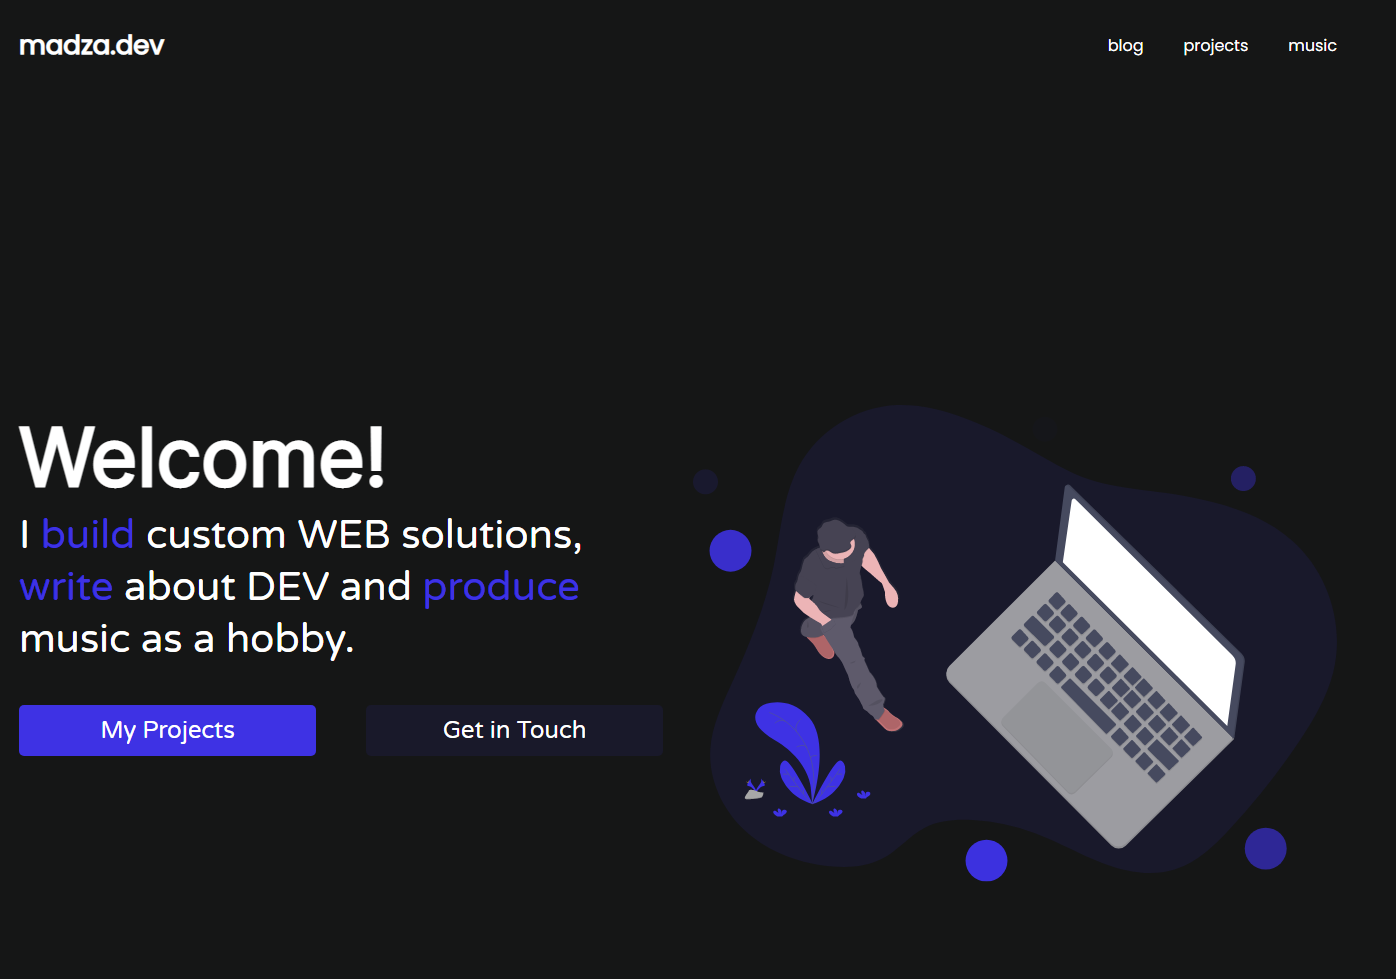 madza.dev
blog projects music
Welcome!
I build custom WEB solutions,
write about DEV and produce
music as a hobby.
My Projects
Get in Touch